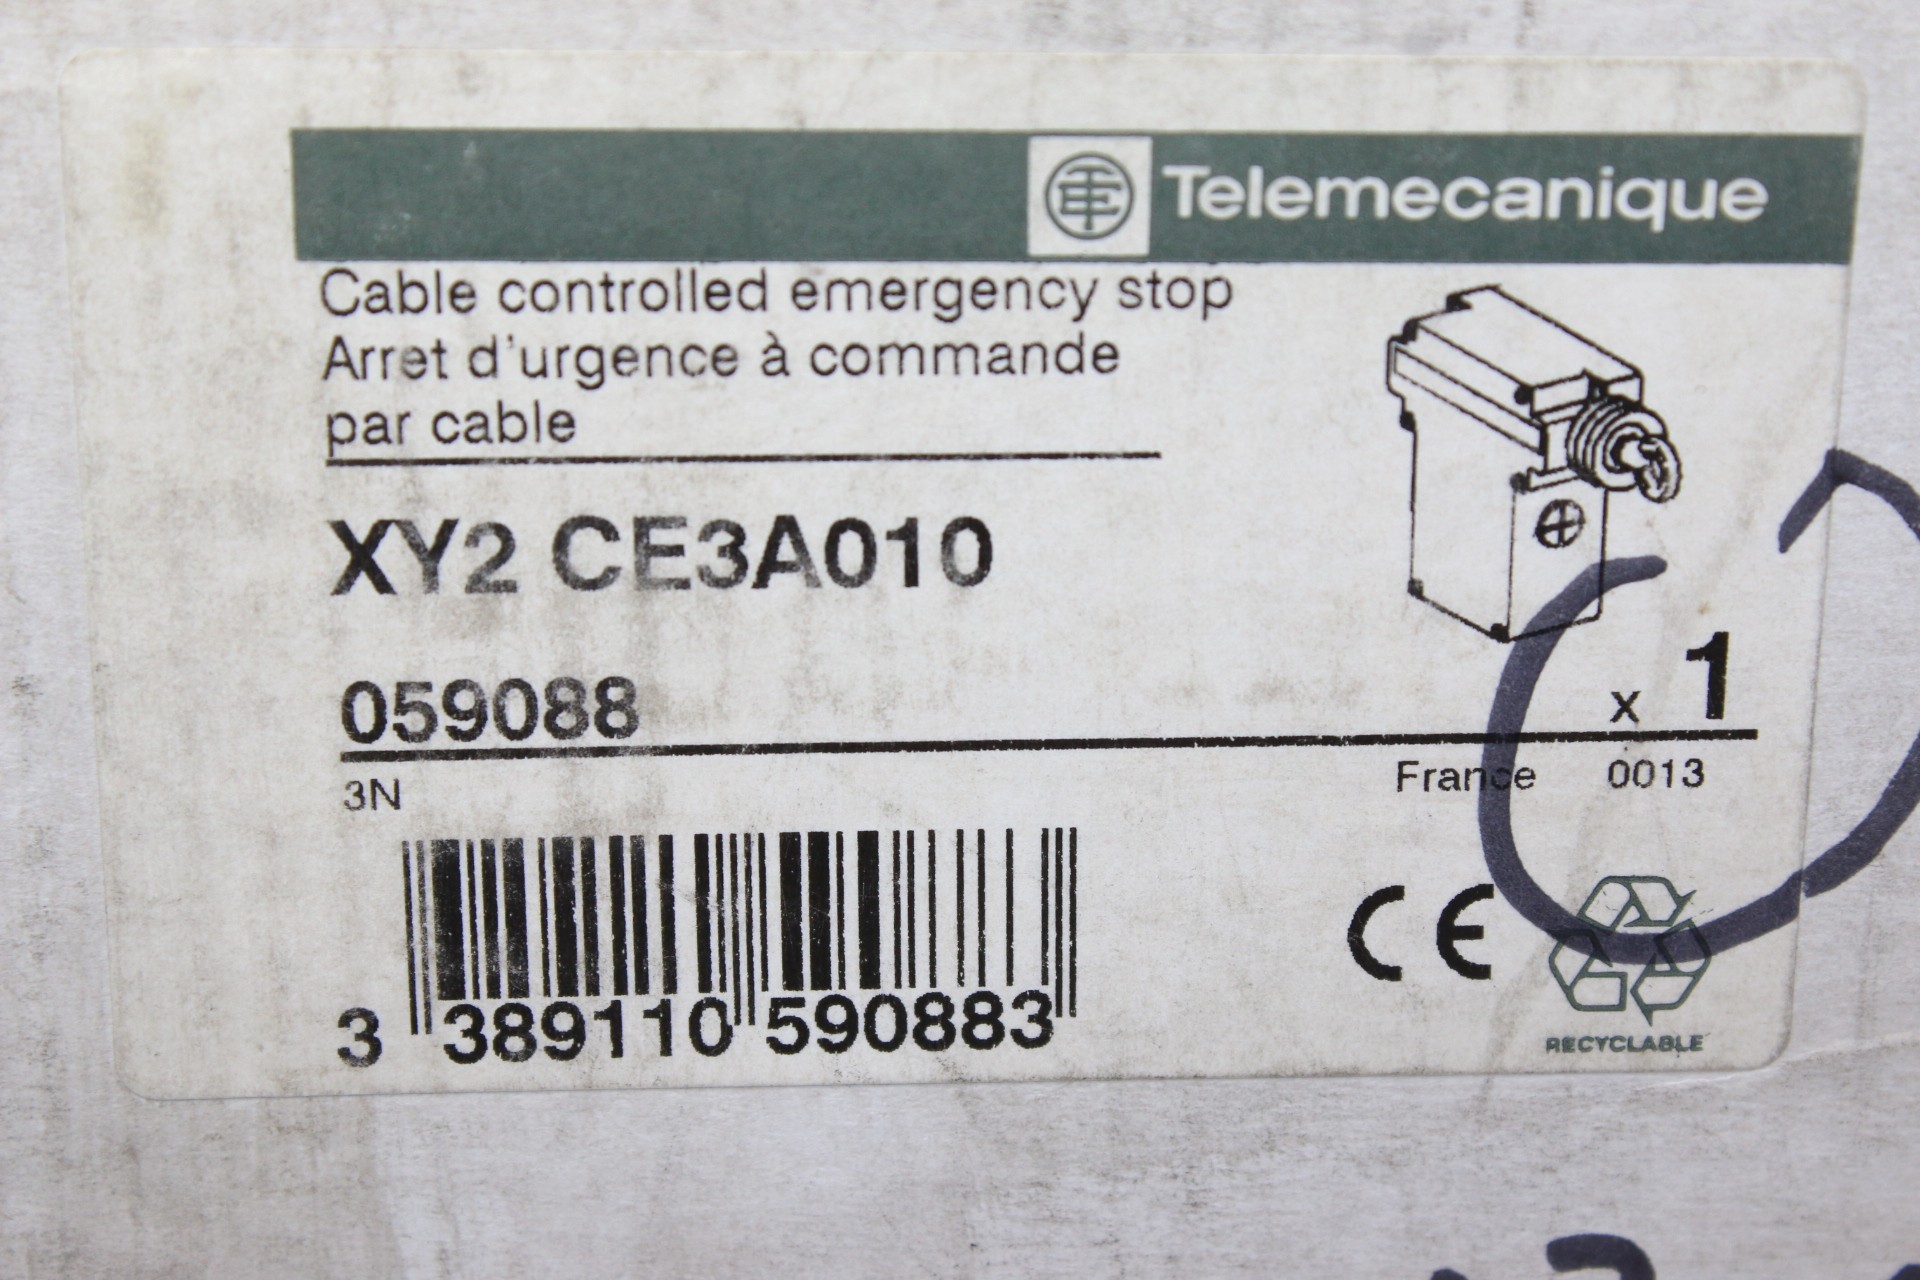 Telemecanique
Cable controlled emergency stop
Arret d'urgence à commande
par cable
XY2 CE3A010
059088
x 1
3N
France 0013
3 389110 590883
CE
RECYCLABLE